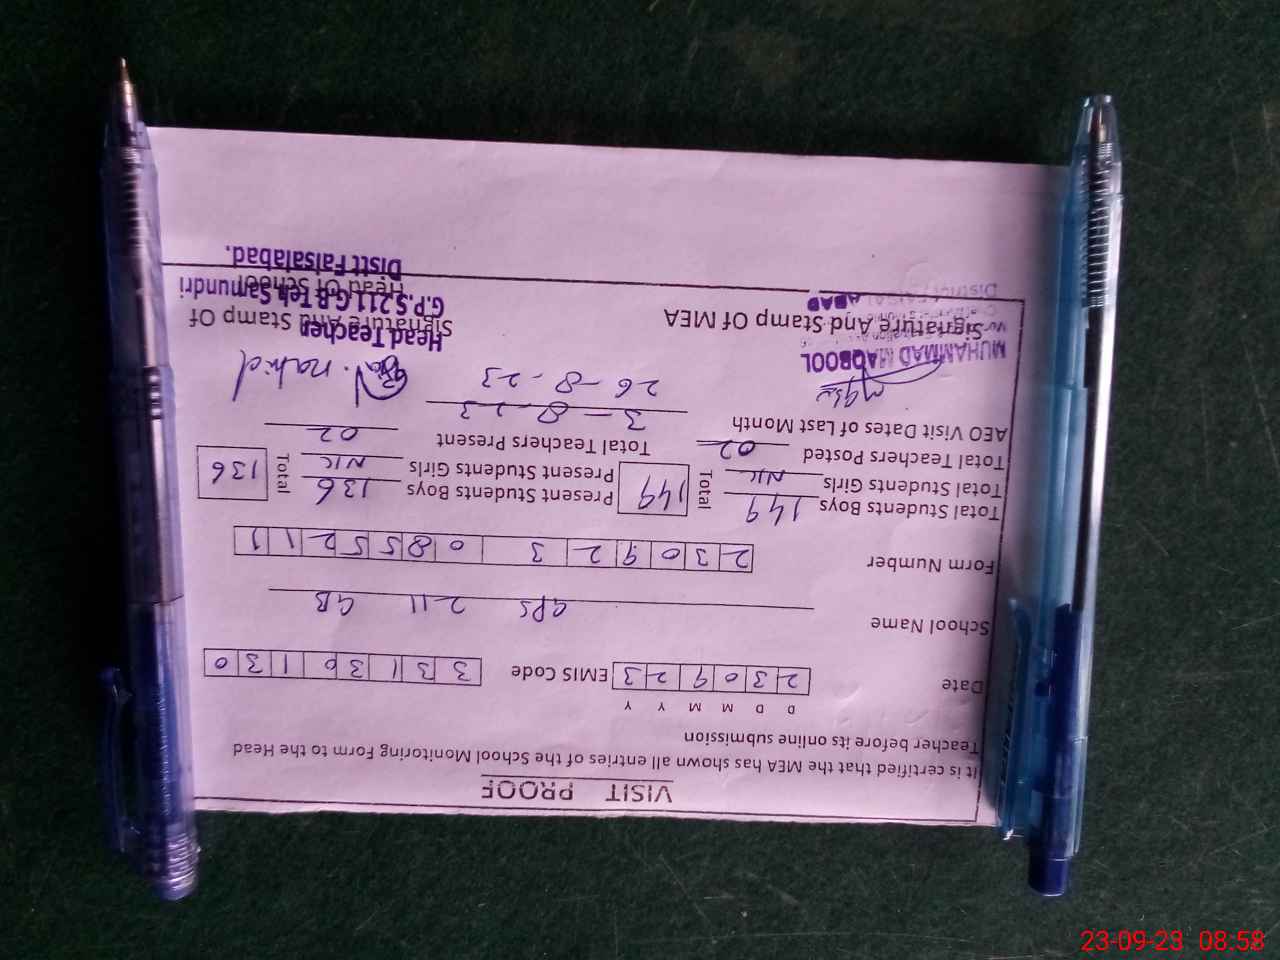 VISIT PROOF
It is certified that the MEA has shown all entries of the School Monitoring Form to the Head
Teacher before its online submission
D D M M Y Y
Date 2 3 0 9 2 3 EMIS Code 3 3 1 3 0 1 3 0
School Name GPS 211 GB
Form Number 2 3 0 9 2 3 0 8 5 5 2 1 1
Total Students Boys 149 Total 149 Present Students Boys 136 Total 136
Total Students Girls Nil Present Students Girls Nil
Total Teachers Posted 02 Total Teachers Present 02
AEO Visit Dates of Last Month 3-8-23
26-8-23
MUHAMMAD MAQBOOL
Signature And Stamp Of MEA
Head Teacher
Signature And Stamp Of
G.P.S 211 G.B Teh Samundri
Head Of School
Distt Faisalabad.
23-09-23 08:58